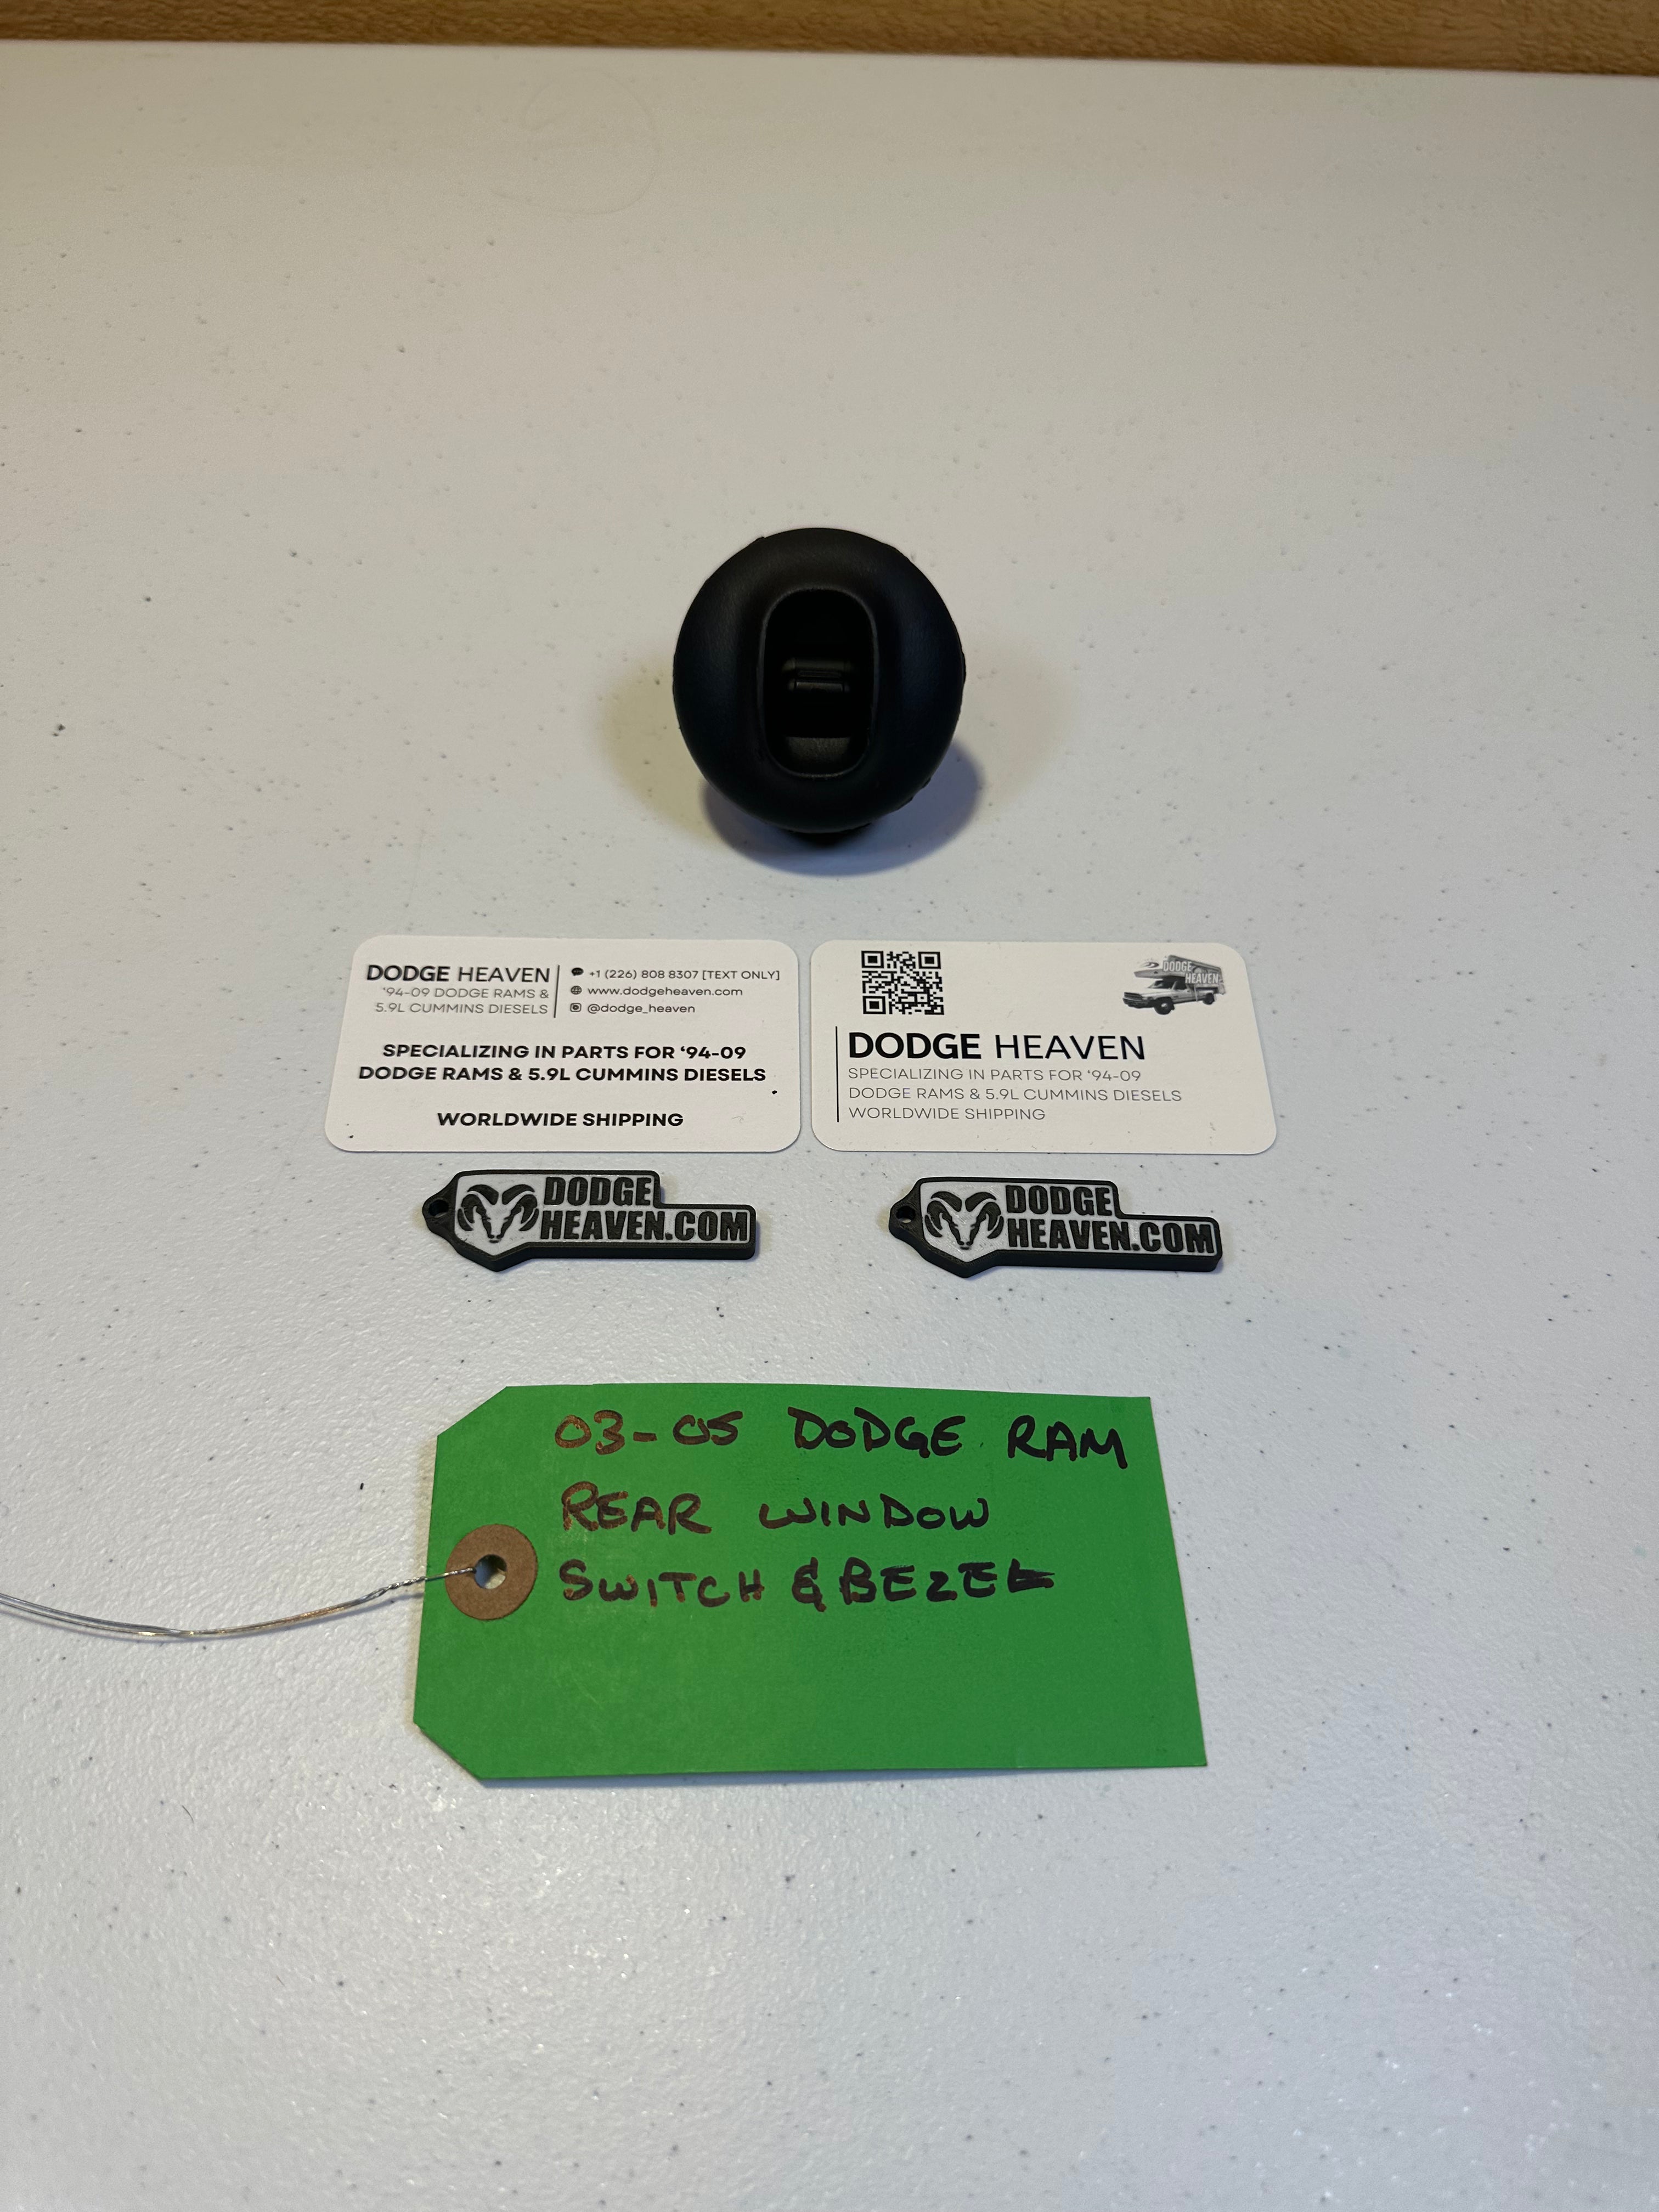 DODGE HEAVEN
'94-09 DODGE RAMS &
5.9L CUMMINS DIESELS
+1 (226) 808 8307 [TEXT ONLY]
www.dodgeheaven.com
@dodge_heaven
SPECIALIZING IN PARTS FOR ‘94-09
DODGE RAMS & 5.9L CUMMINS DIESELS
WORLDWIDE SHIPPING
DODGE
HEAVEN
DODGE HEAVEN
SPECIALIZING IN PARTS FOR ‘94-09
DODGE RAMS & 5.9L CUMMINS DIESELS
WORLDWIDE SHIPPING
DODGE
HEAVEN.COM
DODGE
HEAVEN.COM
03-05 DODGE RAM
REAR WINDOW
SWITCH & BEZEL